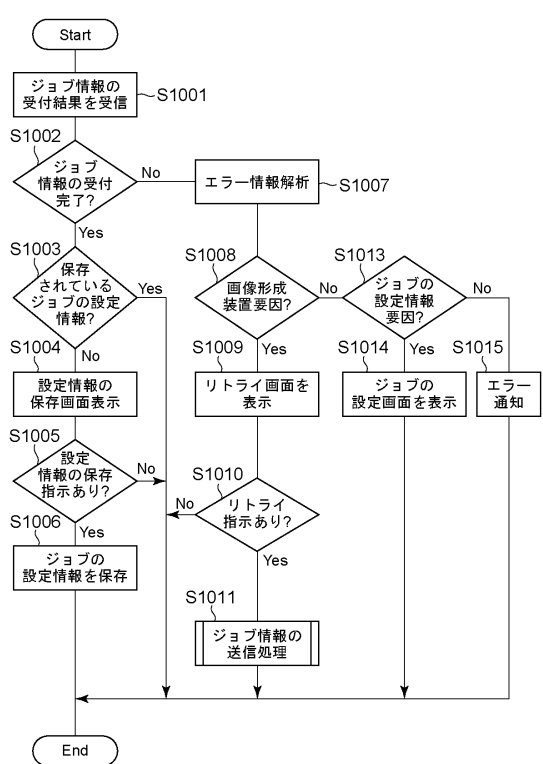 Start
ジョブ情報の
受付結果を受信
S1001
S1002
ジョブ
情報の受付
完了?
No
Yes
エラー情報解析
S1007
S1003
保存
されている
ジョブの設定
情報?
Yes
No
S1008
画像形成
装置要因?
No
Yes
S1013
ジョブの
設定情報
要因?
No
Yes
S1004
設定情報の
保存画面表示
S1009
リトライ画面を
表示
S1014
ジョブの
設定画面を表示
S1015
エラー
通知
S1005
設定
情報の保存
指示あり?
No
Yes
S1010
リトライ
指示あり?
No
Yes
S1006
ジョブの
設定情報を保存
S1011
ジョブ情報の
送信処理
End